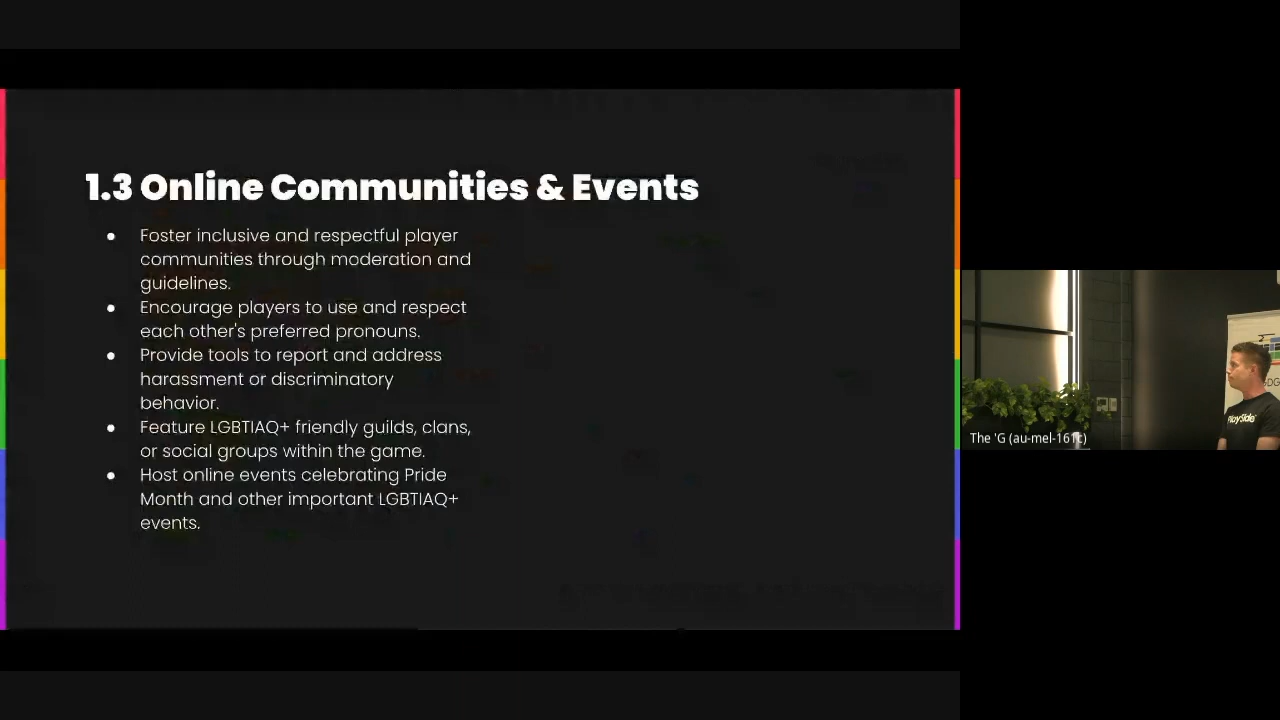 1.3 Online Communities & Events
Foster inclusive and respectful player
communities through moderation and
guidelines.
Encourage players to use and respect
each other's preferred pronouns.
Provide tools to report and address
harassment or discriminatory
behavior.
Feature LGBTIAQ+ friendly guilds, clans,
or social groups within the game.
Host online events celebrating Pride
Month and other important LGBTIAQ+
events.
PlaySide
The 'G (au-mel-16